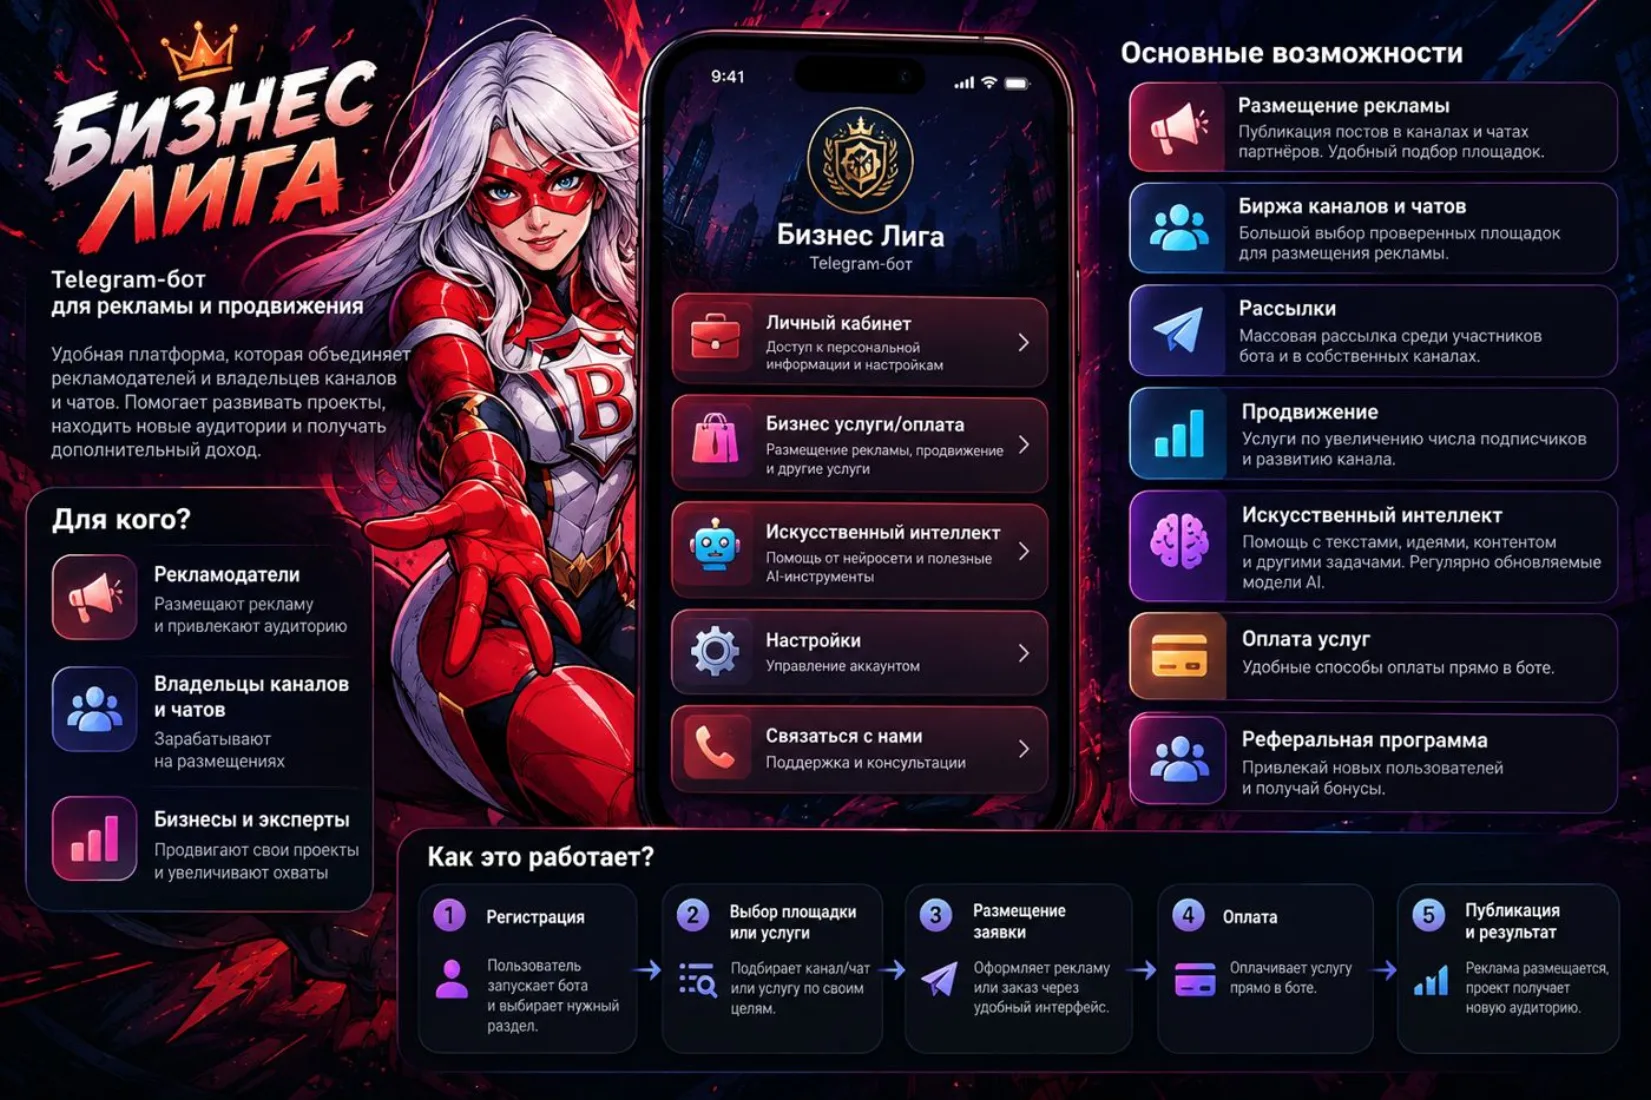 БИЗНЕС
ЛИГА
Telegram-бот
для рекламы и продвижения
Удобная платформа, которая объединяет
рекламодателей и владельцев каналов
и чатов. Помогает развивать проекты,
находить новые аудитории и получать
дополнительный доход.
Для кого?
Рекламодатели
Размещают рекламу
и привлекают аудиторию
Владельцы каналов
и чатов
Зарабатывают
на размещениях
Бизнесы и эксперты
Продвигают свои проекты
и увеличивают охваты
B
9:41
Бизнес Лига
Telegram-бот
Личный кабинет
Доступ к персональной
информации и настройкам
Бизнес услуги/оплата
Размещение рекламы, продвижение
и другие услуги
Искусственный интеллект
Помощь от нейросети и полезные
AI-инструменты
Настройки
Управление аккаунтом
Связаться с нами
Поддержка и консультации
Основные возможности
Размещение рекламы
Публикация постов в каналах и чатах
партнёров. Удобный подбор площадок.
Биржа каналов и чатов
Большой выбор проверенных площадок
для размещения рекламы.
Рассылки
Массовая рассылка среди участников
бота и в собственных каналах.
Продвижение
Услуги по увеличению числа подписчиков
и развитию канала.
Искусственный интеллект
Помощь с текстами, идеями, контентом
и другими задачами. Регулярно обновляемые
модели AI.
Оплата услуг
Удобные способы оплаты прямо в боте.
Реферальная программа
Привлекай новых пользователей
и получай бонусы.
Как это работает?
1
Регистрация
Пользователь
запускает бота
и выбирает нужный
раздел.
2
Выбор площадки
или услуги
Подбирает канал/чат
или услугу по своим
целям.
3
Размещение
заявки
Оформляет рекламу
или заказ через
удобный интерфейс.
4
Оплата
Оплачивает услугу
прямо в боте.
5
Публикация
и результат
Реклама размещается,
проект получает
новую аудиторию.